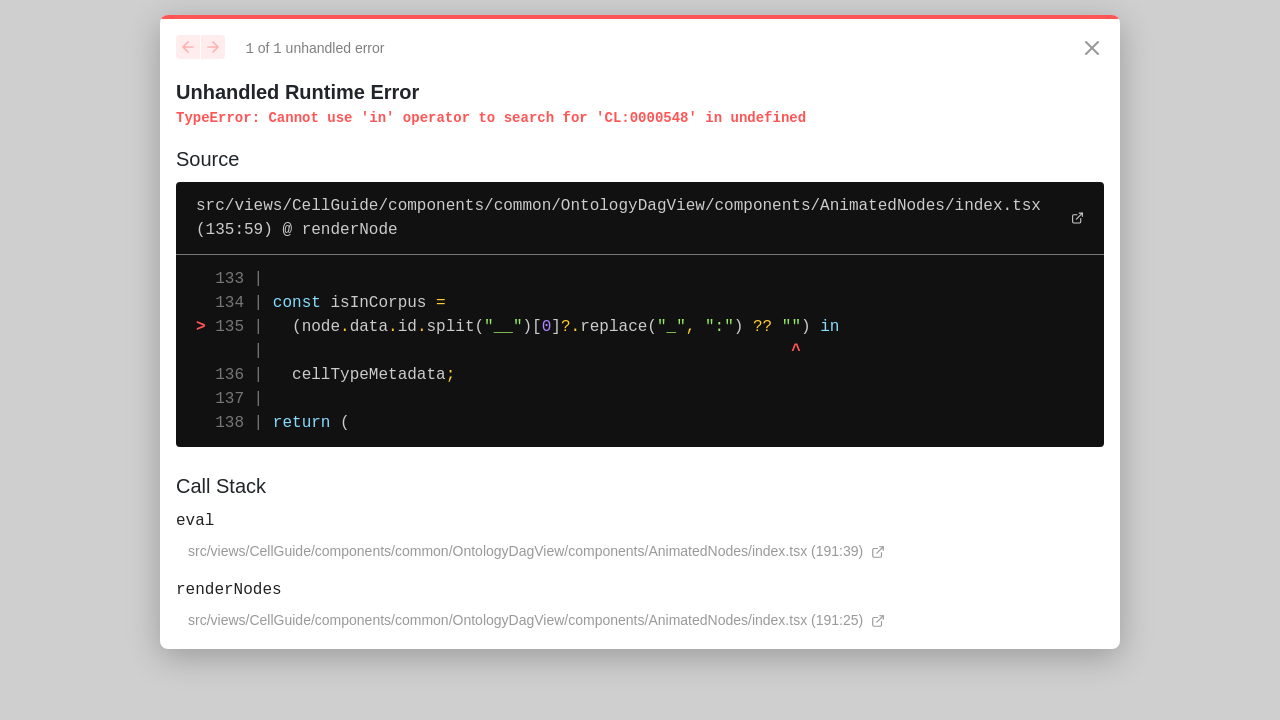 1 of 1 unhandled error
Unhandled Runtime Error
TypeError: Cannot use 'in' operator to search for 'CL:0000548' in undefined
Source
src/views/CellGuide/components/common/OntologyDagView/components/AnimatedNodes/index.tsx
(135:59) @ renderNode
133 |
134 | const isInCorpus =
> 135 |   (node.data.id.split("__")[0]?.replace("_", ":") ?? "") in
|                                                       ^
136 |   cellTypeMetadata;
137 |
138 | return (
Call Stack
eval
src/views/CellGuide/components/common/OntologyDagView/components/AnimatedNodes/index.tsx (191:39)
renderNodes
src/views/CellGuide/components/common/OntologyDagView/components/AnimatedNodes/index.tsx (191:25)